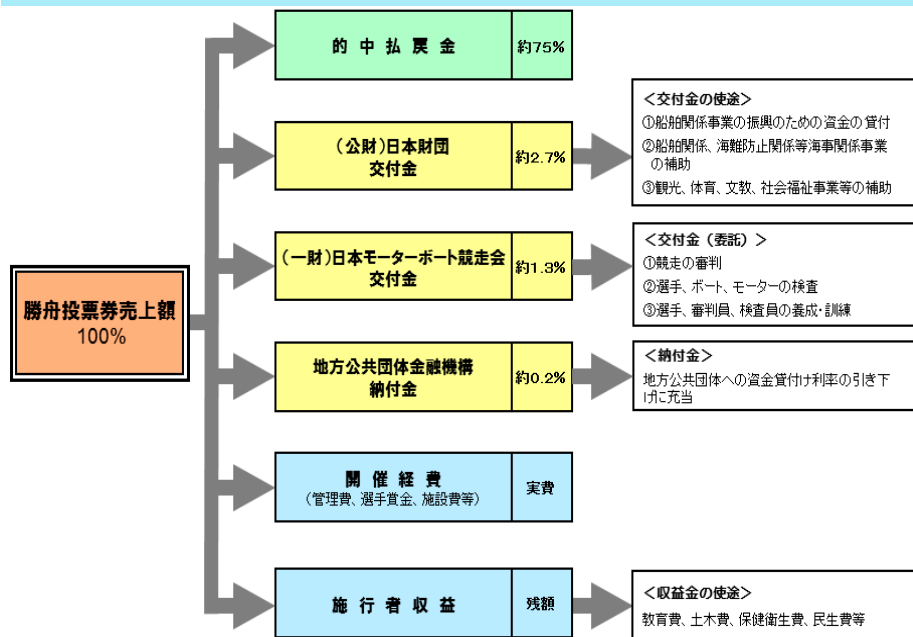 勝舟投票券売上額
100%
的中払戻金
約75%
(公財)日本財団
交付金
約2.7%
<交付金の使途>
①船舶関係事業の振興のための資金の貸付
②船舶関係、海難防止関係等海事関係事業
の補助
③観光、体育、文教、社会福祉事業等の補助
(一財)日本モーターボート競走会
交付金
約1.3%
<交付金(委託)>
①競走の審判
②選手、ボート、モーターの検査
③選手、審判員、検査員の養成・訓練
地方公共団体金融機構
納付金
約0.2%
<納付金>
地方公共団体への資金貸付け利率の引き下
げに充当
開催経費
(管理費、選手賞金、施設費等)
実費
施行者収益
残額
<収益金の使途>
教育費、土木費、保健衛生費、民生費等